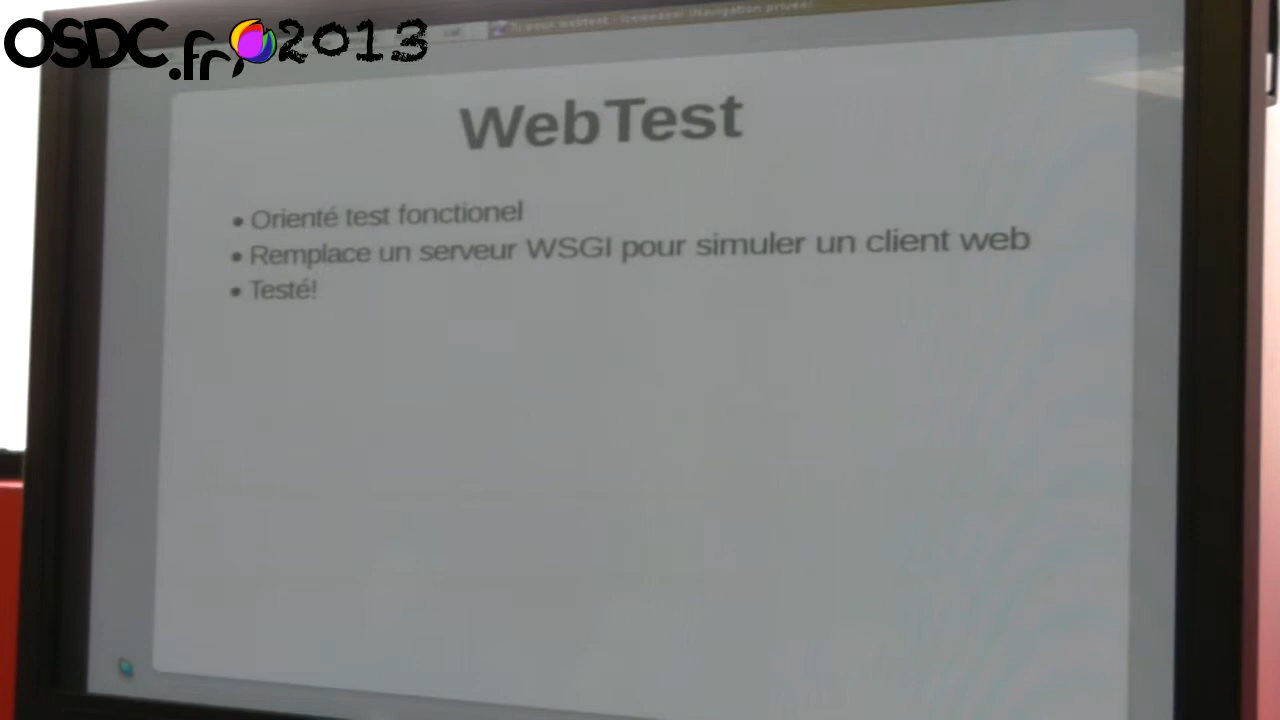 OSDC.fr 2013
WebTest
• Orienté test fonctionel
• Remplace un serveur WSGI pour simuler un client web
• Testé!